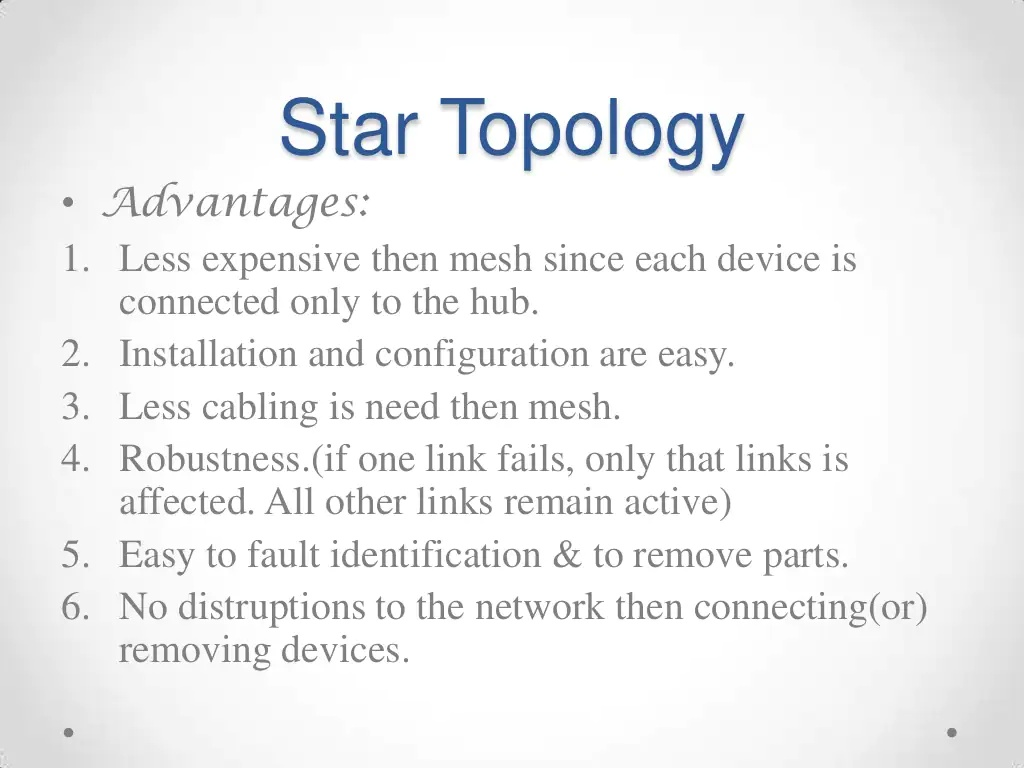 Star Topology
• Advantages:
1. Less expensive then mesh since each device is
connected only to the hub.
2. Installation and configuration are easy.
3. Less cabling is need then mesh.
4. Robustness.(if one link fails, only that links is
affected. All other links remain active)
5. Easy to fault identification & to remove parts.
6. No distruptions to the network then connecting(or)
removing devices.